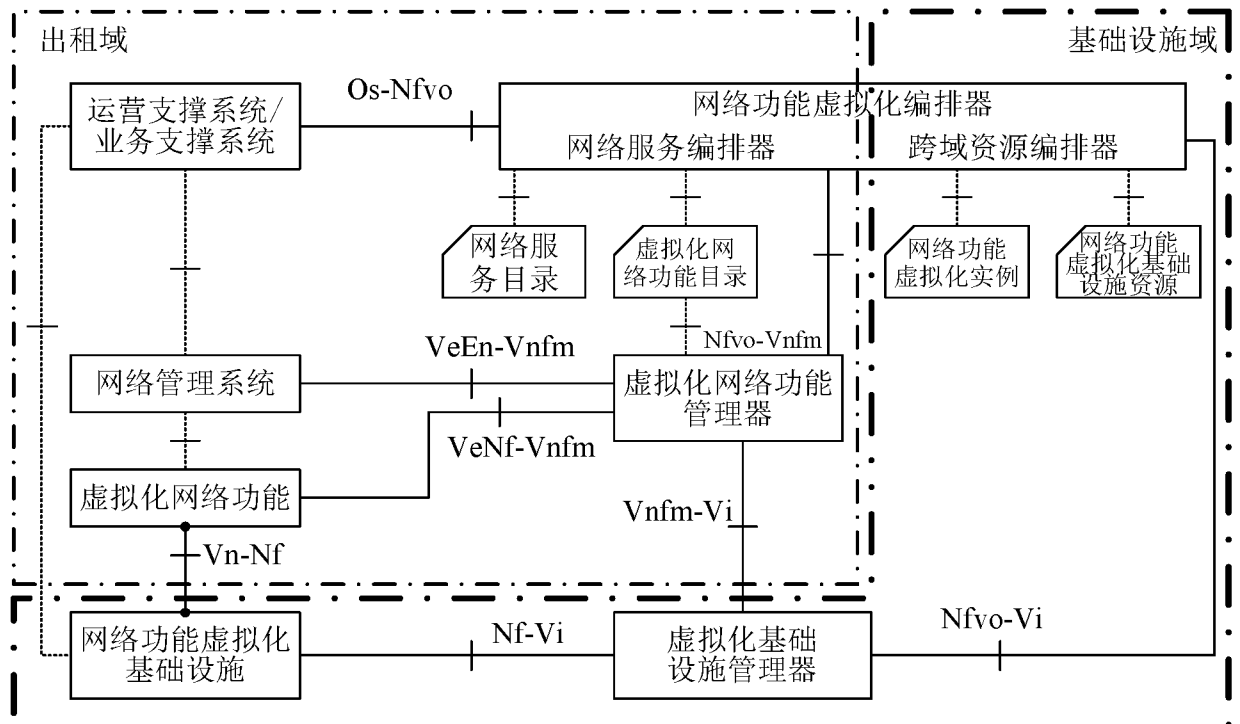 出租域
基础设施域
运营支撑系统/
业务支撑系统
Os-Nfvo
网络功能虚拟化编排器
网络服务编排器
跨域资源编排器
网络服
务目录
虚拟化网
络功能目录
网络功能
虚拟化实例
网络功能
虚拟化基础
设施资源
Nfvo-Vnfm
VeEn-Vnfm
网络管理系统
虚拟化网络功能
管理器
VeNf-Vnfm
虚拟化网络功能
Vnfm-Vi
Vn-Nf
网络功能虚拟化
基础设施
Nf-Vi
虚拟化基础
设施管理器
Nfvo-Vi